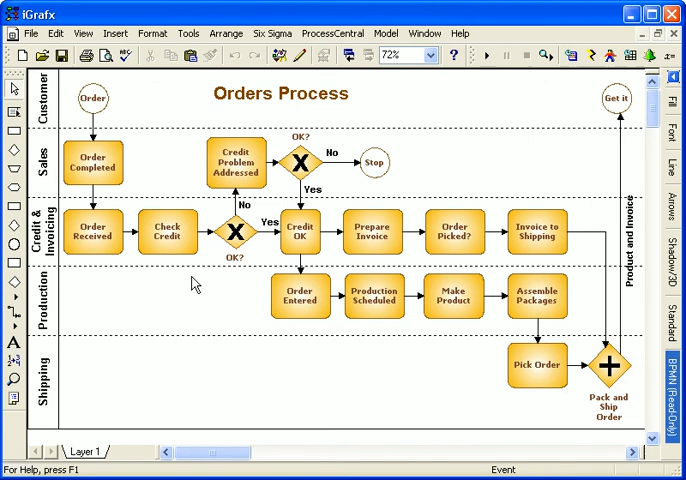 iGrafx
File Edit View Insert Format Tools Arrange Six Sigma ProcessCentral Model Window Help
72%
Customer
Order
Orders Process
Get it
Sales
Order
Completed
Credit
Problem
Addressed
OK?
X
No
Stop
Yes
No
Credit &
Invoicing
Order
Received
Check
Credit
X
OK?
Yes
Credit
OK
Prepare
Invoice
Order
Picked?
Invoice to
Shipping
Product and Invoice
Production
Order
Entered
Production
Scheduled
Make
Product
Assemble
Packages
Shipping
Pick Order
Pack and
Ship
Order
Fill
Font
Line
Arrows
Shadow/3D
Standard
BPMN (Read-Only)
A
Layer 1
For Help, press F1
Event